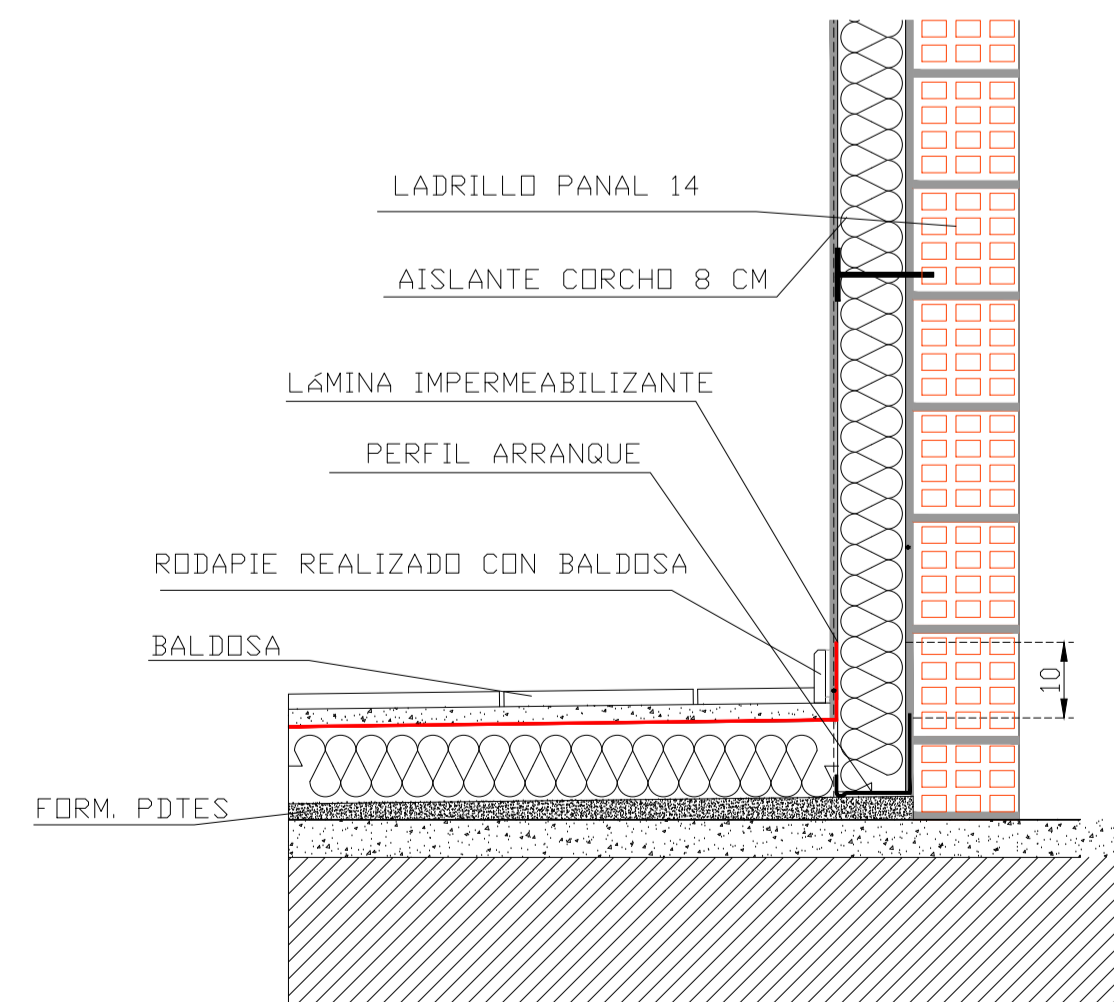 LADRILLO PANAL 14
AISLANTE CORCHO 8 CM
LáMINA IMPERMEABILIZANTE
PERFIL ARRANQUE
RODAPIE REALIZADO CON BALDOSA
BALDOSA
10
FORM. PDTES